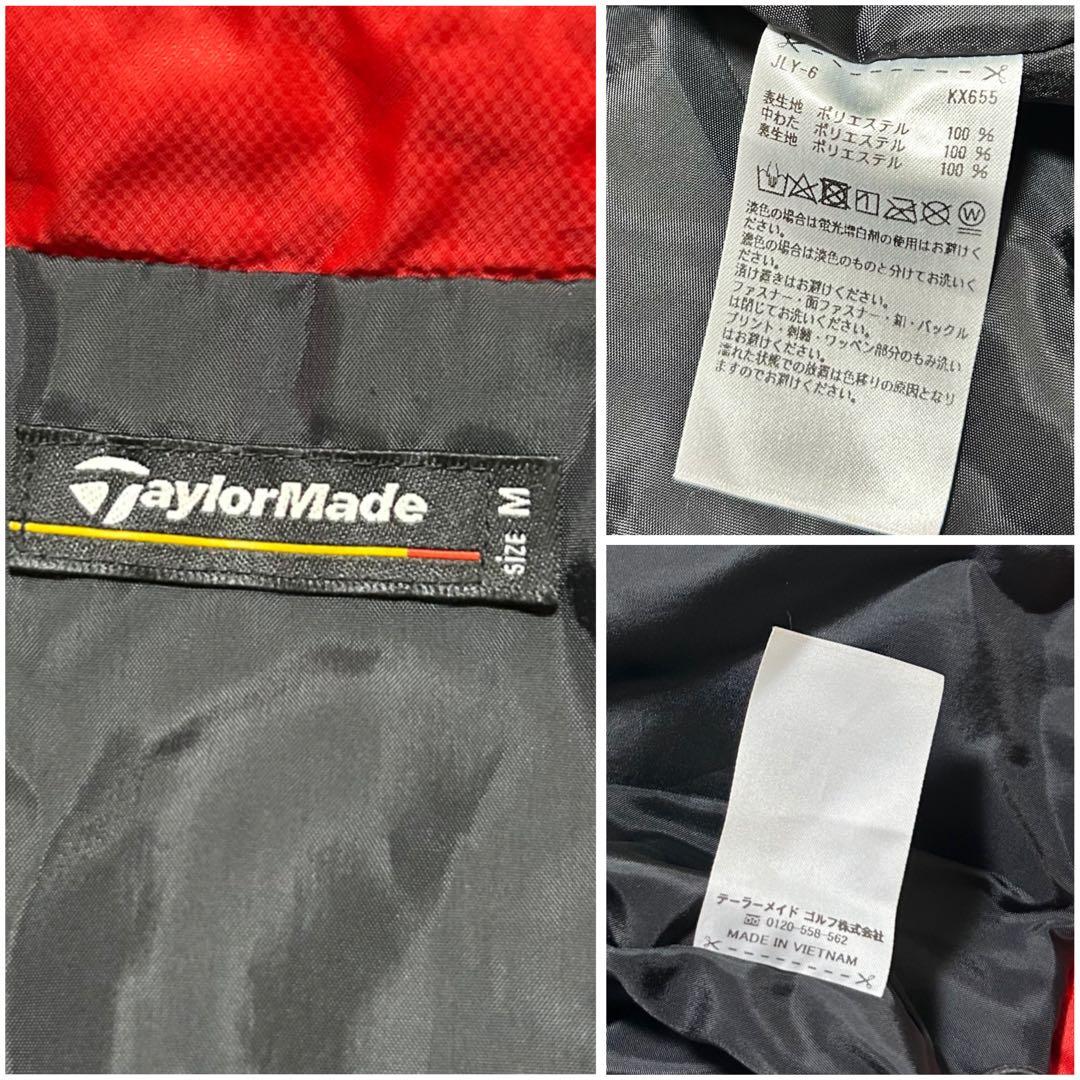 TaylorMade
SIZE M
JLY-6
KX655
表生地 ポリエステル 100 %
中わた ポリエステル 100 %
裏生地 ポリエステル 100 %
淡色の場合は蛍光増白剤の使用はお避けく
ださい。
濃色の場合は淡色のものと分けてお洗いく
ださい。
漬け置きはお避けください。
ファスナー・面ファスナー・釦・バックル
は閉じてお洗いください。
プリント・刺繍・ワッペン部分のもみ洗い
はお避けください。
濡れた状態での放置は色移りの原因となり
ますのでお避けください。
テーラーメイド ゴルフ株式会社
0120-558-562
MADE IN VIETNAM